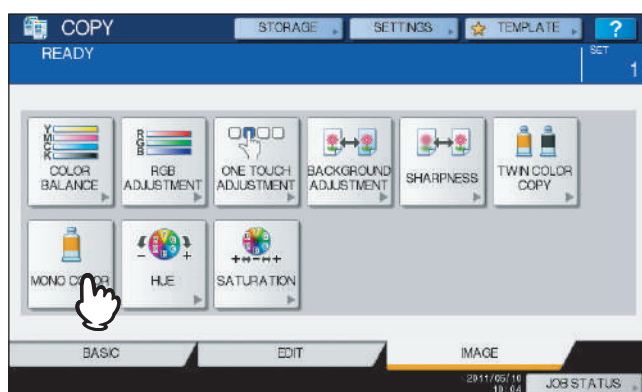 COPY
STORAGE
SETTINGS
TEMPLATE
?
READY
SET
1
Y
M
C
K
COLOR
BALANCE
R
G
B
RGB
ADJUSTMENT
ONE TOUCH
ADJUSTMENT
BACKGROUND
ADJUSTMENT
SHARPNESS
TWIN COLOR
COPY
MONO COLOR
HUE
SATURATION
BASIC
EDIT
IMAGE
2011/05/10
10:04
JOB STATUS